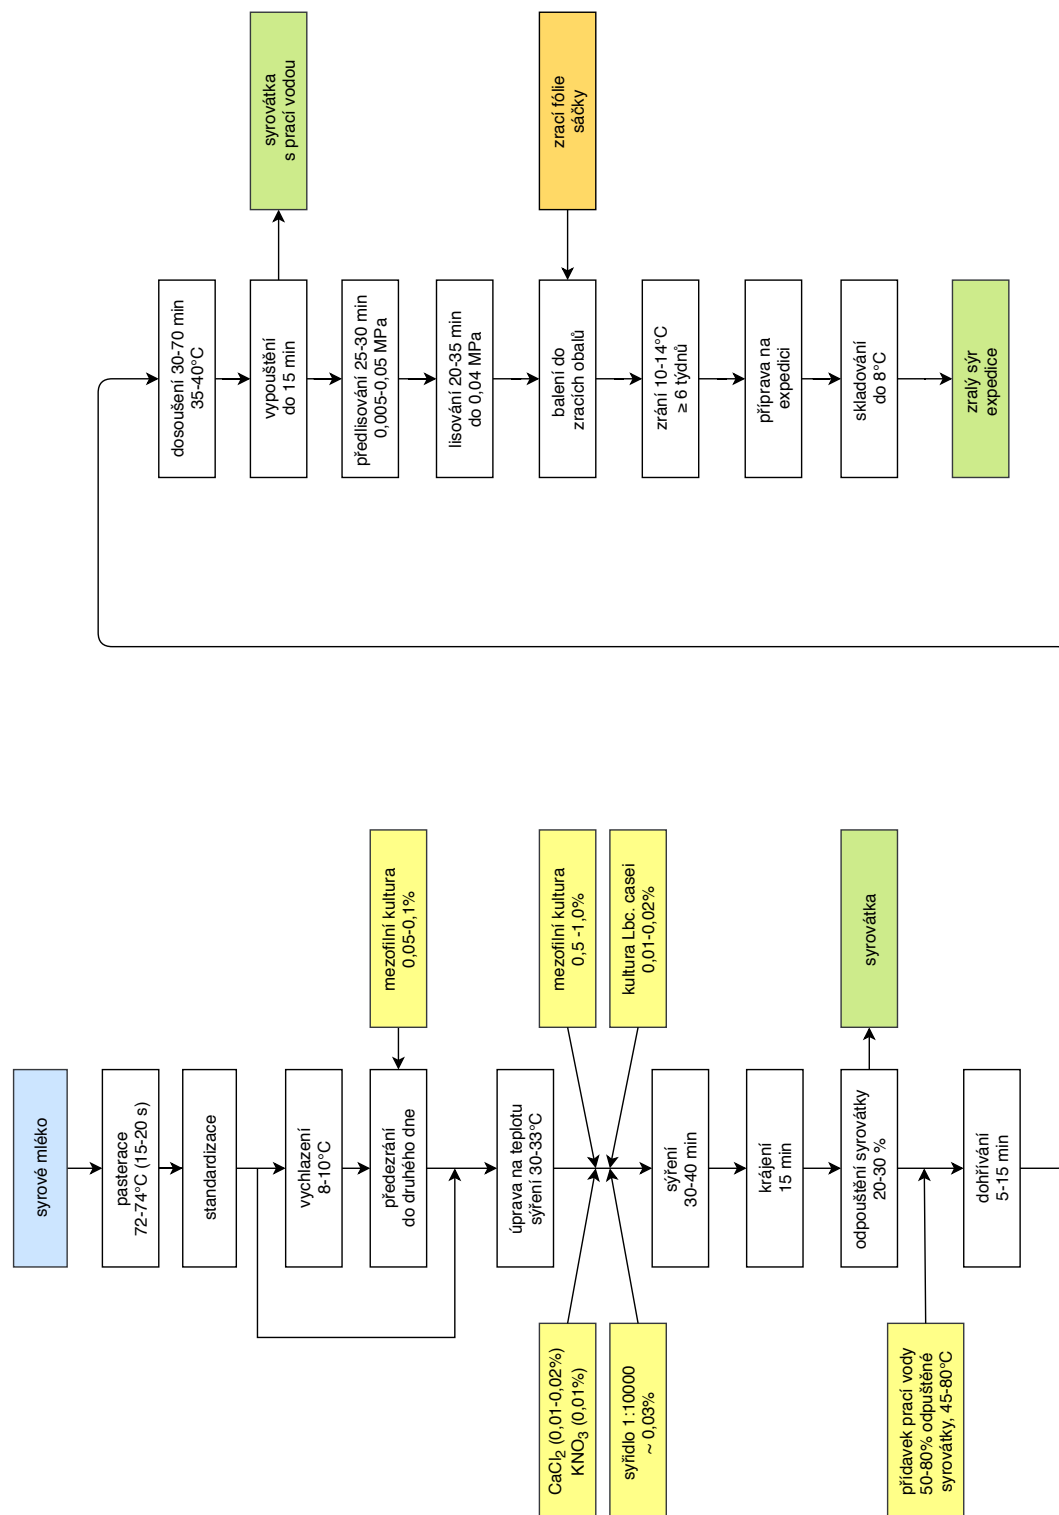 syrové mléko
pasterace
72-74°C (15-20 s)
standardizace
vychlazení
8-10°C
předezrání
do druhého dne
mezofilní kultura
0,05-0,1%
úprava na teplotu
sýření 30-33°C
mezofilní kultura
0,5 -1,0%
kultura Lbc. casei
0,01-0,02%
CaCl₂ (0,01-0,02%)
KNO₃ (0,01%)
syřidlo 1:10000
~ 0,03%
sýření
30-40 min
krájení
15 min
odpouštění syrovátky
20-30 %
syrovátka
přídavek prací vody
50-80% odpuštěné
syrovátky, 45-80°C
dohřívání
5-15 min
dosoušení 30-70 min
35-40°C
vypouštění
do 15 min
syrovátka
s prací vodou
předlisování 25-30 min
0,005-0,05 MPa
lisování 20-35 min
do 0,04 MPa
balení do
zracích obalů
zrací fólie
sáčky
zrání 10-14°C
≥ 6 týdnů
příprava na
expedici
skladování
do 8°C
zralý sýr
expedice